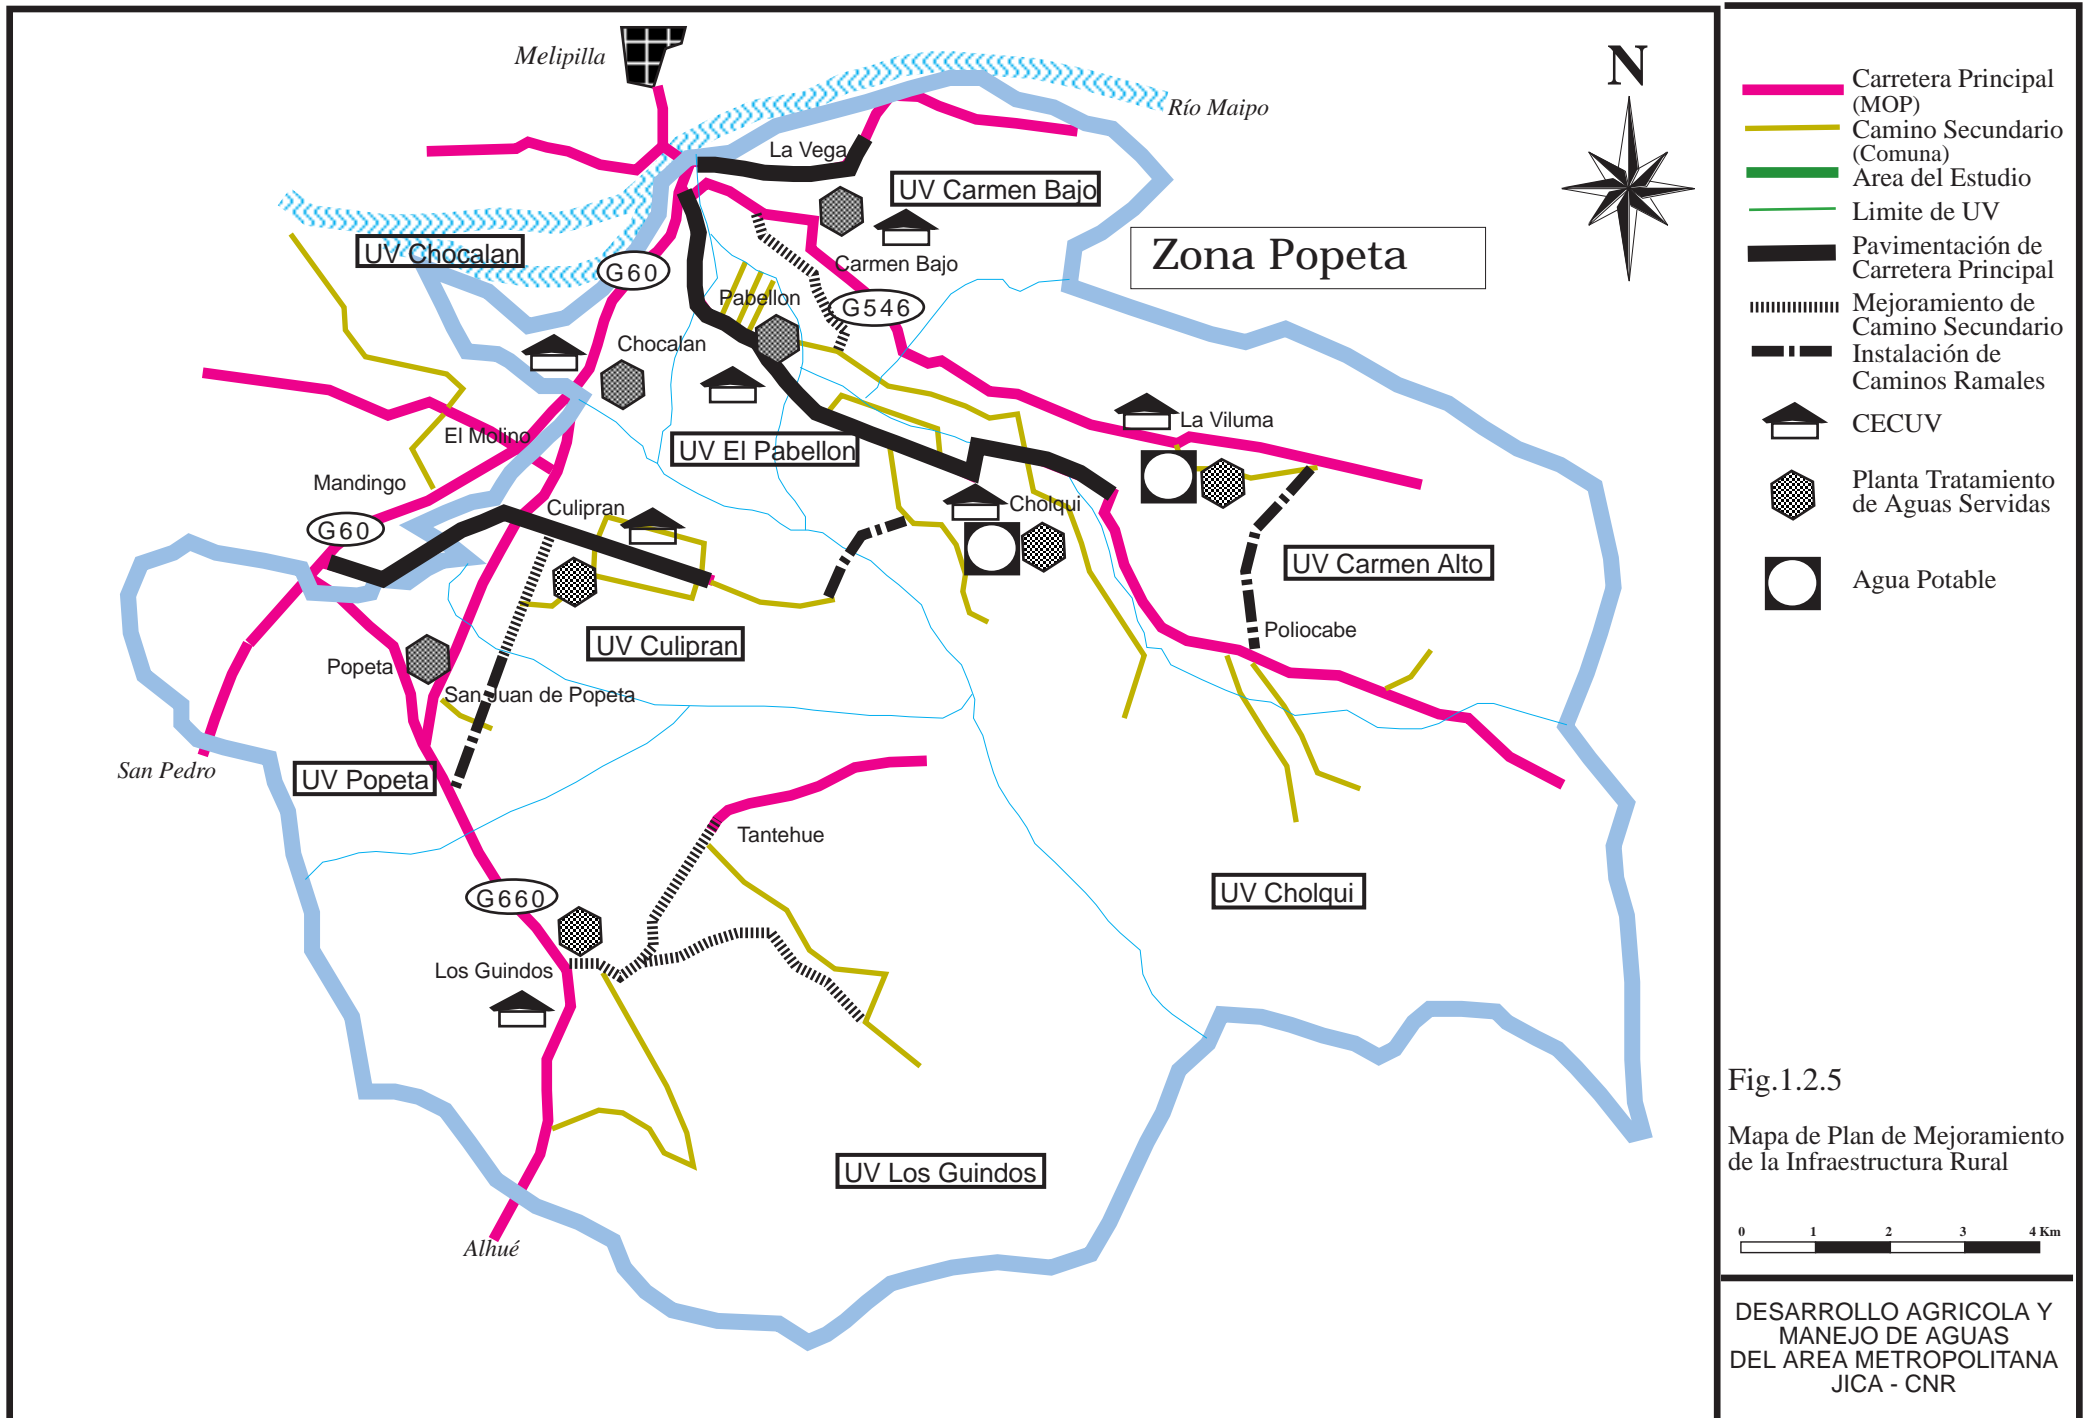 Melipilla
Río Maipo
N
La Vega
UV Carmen Bajo
UV Chocalan
G60
Carmen Bajo
Zona Popeta
Pabellon
G546
Chocalan
El Molino
UV El Pabellon
La Viluma
Mandingo
Culipran
Cholqui
G60
UV Carmen Alto
UV Culipran
Poliocabe
Popeta
San Juan de Popeta
San Pedro
UV Popeta
Tantehue
G660
UV Cholqui
Los Guindos
UV Los Guindos
Alhué
Carretera Principal
(MOP)
Camino Secundario
(Comuna)
Area del Estudio
Limite de UV
Pavimentación de
Carretera Principal
Mejoramiento de
Camino Secundario
Instalación de
Caminos Ramales
CECUV
Planta Tratamiento
de Aguas Servidas
Agua Potable
Fig.1.2.5
Mapa de Plan de Mejoramiento
de la Infraestructura Rural
0 1 2 3 4 Km
DESARROLLO AGRICOLA Y
MANEJO DE AGUAS
DEL AREA METROPOLITANA
JICA - CNR